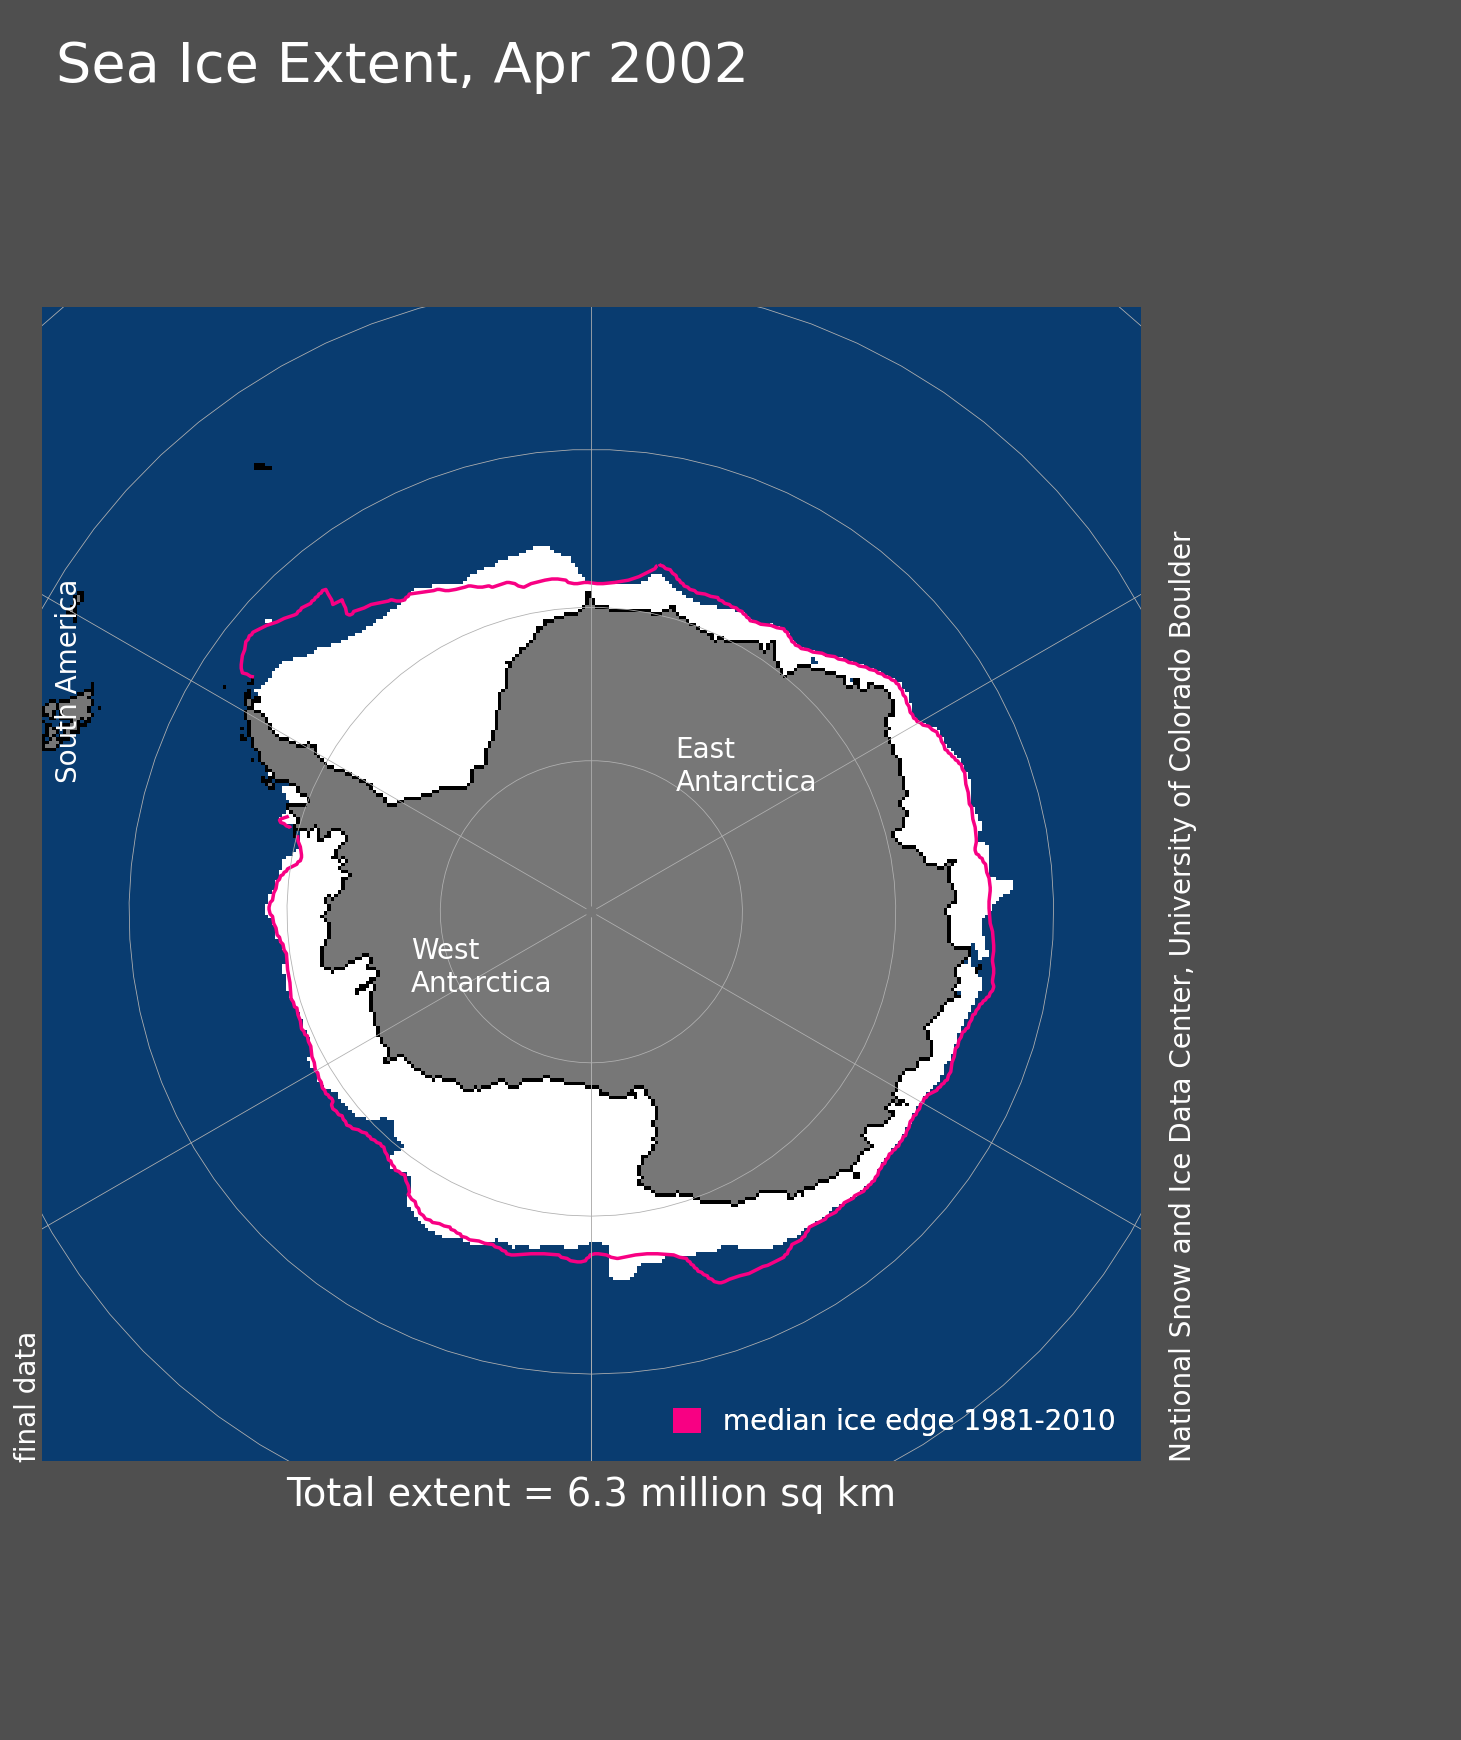 Sea Ice Extent, Apr 2002
South America
East
Antarctica
West
Antarctica
median ice edge 1981-2010
final data
National Snow and Ice Data Center, University of Colorado Boulder
Total extent = 6.3 million sq km